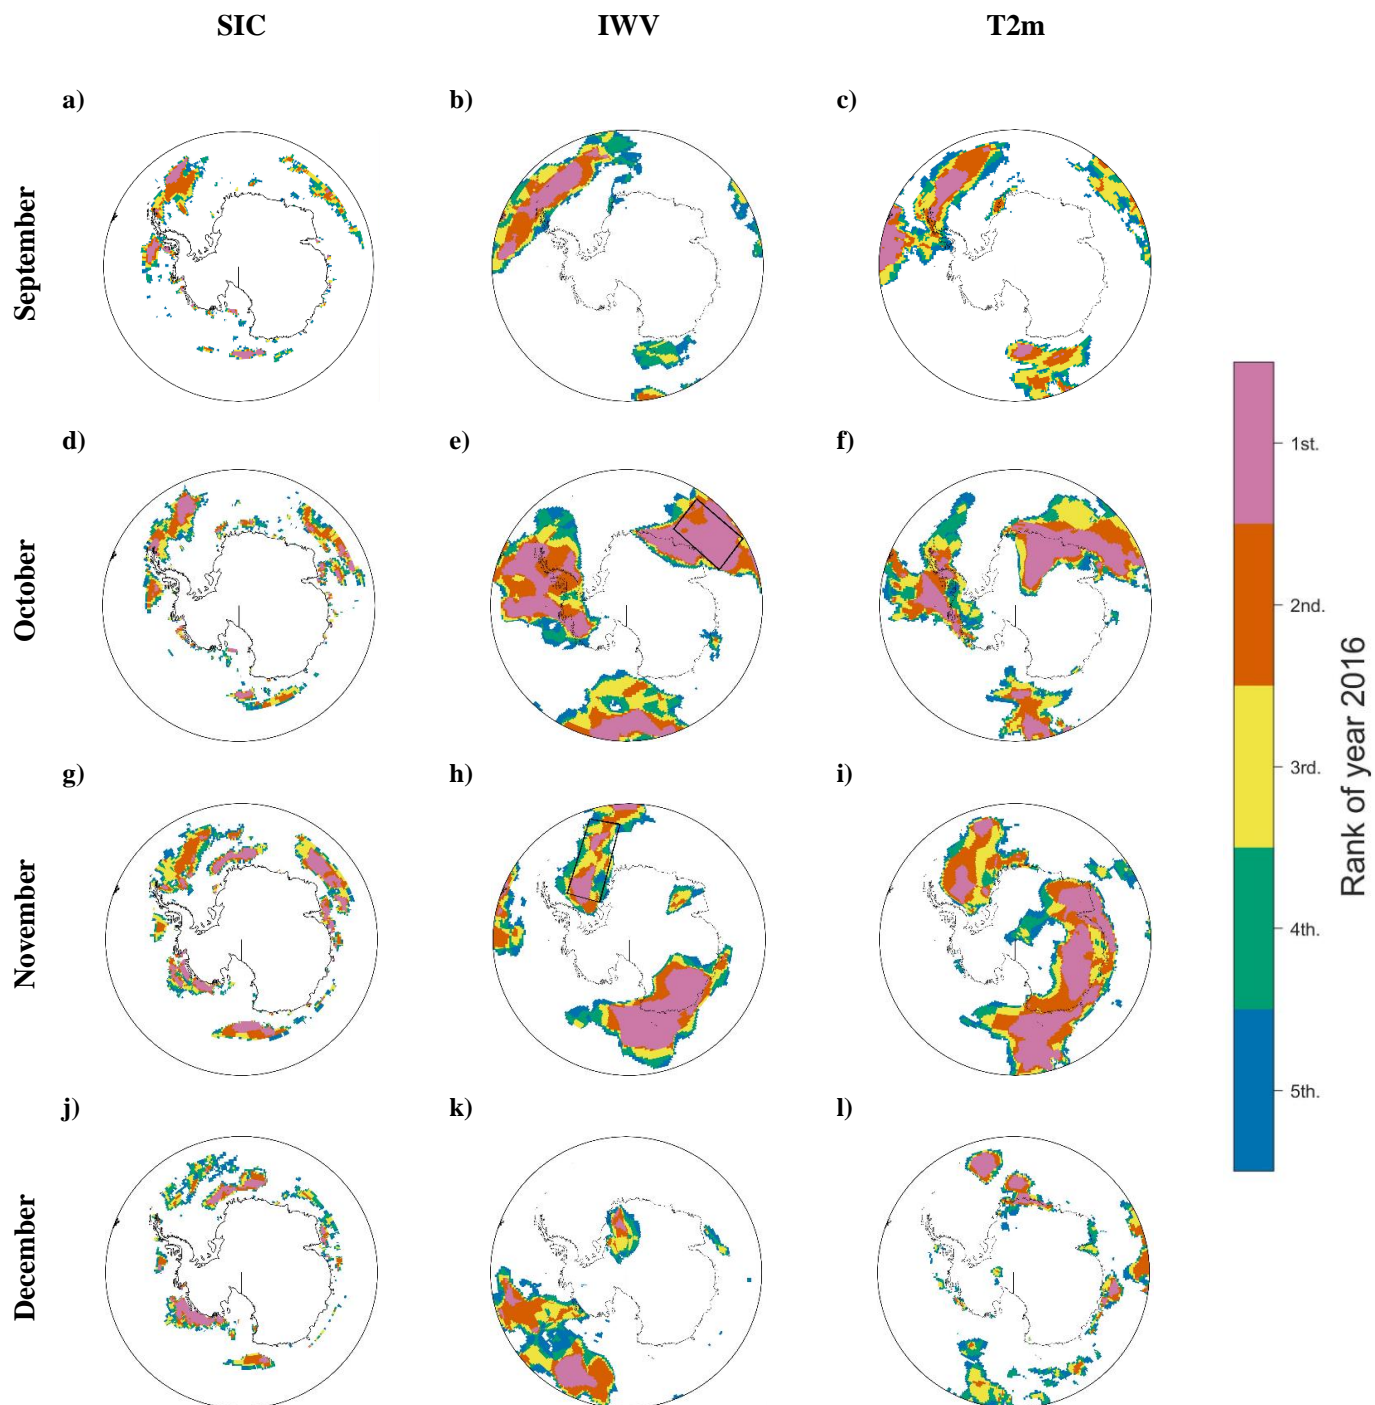 SIC IWV T2m
a) b) c)
September
d) e) f)
October
g) h) i)
November
j) k) l)
December
1st.
2nd.
3rd.
4th.
5th.
Rank of year 2016